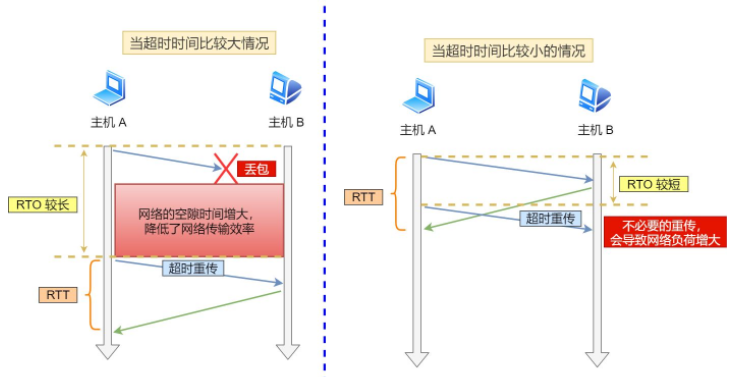 当超时时间比较大情况
主机 A
主机 B
丢包
RTO 较长
网络的空隙时间增大，
降低了网络传输效率
超时重传
RTT
当超时时间比较小的情况
主机 A
主机 B
RTT
RTO 较短
超时重传
不必要的重传，
会导致网络负荷增大